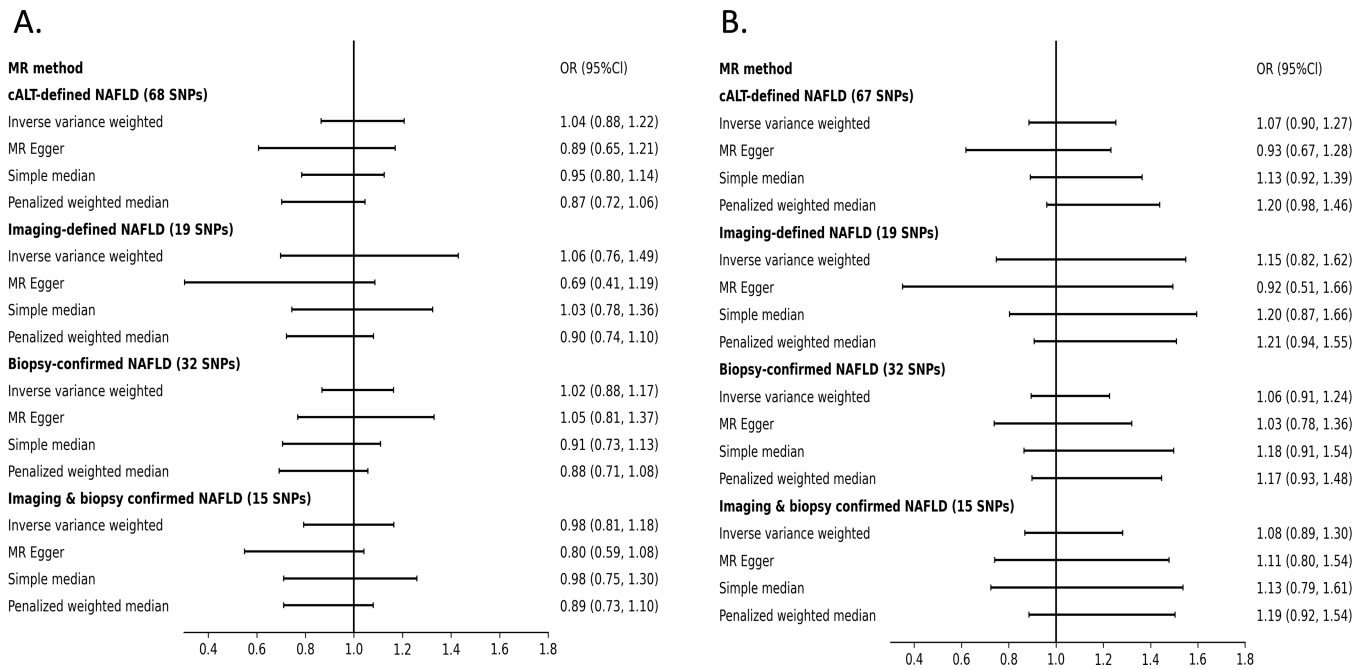 A.
MR method OR (95%CI)
cALT-defined NAFLD (68 SNPs)
Inverse variance weighted 1.04 (0.88, 1.22)
MR Egger 0.89 (0.65, 1.21)
Simple median 0.95 (0.80, 1.14)
Penalized weighted median 0.87 (0.72, 1.06)
Imaging-defined NAFLD (19 SNPs)
Inverse variance weighted 1.06 (0.76, 1.49)
MR Egger 0.69 (0.41, 1.19)
Simple median 1.03 (0.78, 1.36)
Penalized weighted median 0.90 (0.74, 1.10)
Biopsy-confirmed NAFLD (32 SNPs)
Inverse variance weighted 1.02 (0.88, 1.17)
MR Egger 1.05 (0.81, 1.37)
Simple median 0.91 (0.73, 1.13)
Penalized weighted median 0.88 (0.71, 1.08)
Imaging & biopsy confirmed NAFLD (15 SNPs)
Inverse variance weighted 0.98 (0.81, 1.18)
MR Egger 0.80 (0.59, 1.08)
Simple median 0.98 (0.75, 1.30)
Penalized weighted median 0.89 (0.73, 1.10)
0.4 0.6 0.8 1.0 1.2 1.4 1.6 1.8
B.
MR method OR (95%CI)
cALT-defined NAFLD (67 SNPs)
Inverse variance weighted 1.07 (0.90, 1.27)
MR Egger 0.93 (0.67, 1.28)
Simple median 1.13 (0.92, 1.39)
Penalized weighted median 1.20 (0.98, 1.46)
Imaging-defined NAFLD (19 SNPs)
Inverse variance weighted 1.15 (0.82, 1.62)
MR Egger 0.92 (0.51, 1.66)
Simple median 1.20 (0.87, 1.66)
Penalized weighted median 1.21 (0.94, 1.55)
Biopsy-confirmed NAFLD (32 SNPs)
Inverse variance weighted 1.06 (0.91, 1.24)
MR Egger 1.03 (0.78, 1.36)
Simple median 1.18 (0.91, 1.54)
Penalized weighted median 1.17 (0.93, 1.48)
Imaging & biopsy confirmed NAFLD (15 SNPs)
Inverse variance weighted 1.08 (0.89, 1.30)
MR Egger 1.11 (0.80, 1.54)
Simple median 1.13 (0.79, 1.61)
Penalized weighted median 1.19 (0.92, 1.54)
0.4 0.6 0.8 1.0 1.2 1.4 1.6 1.8